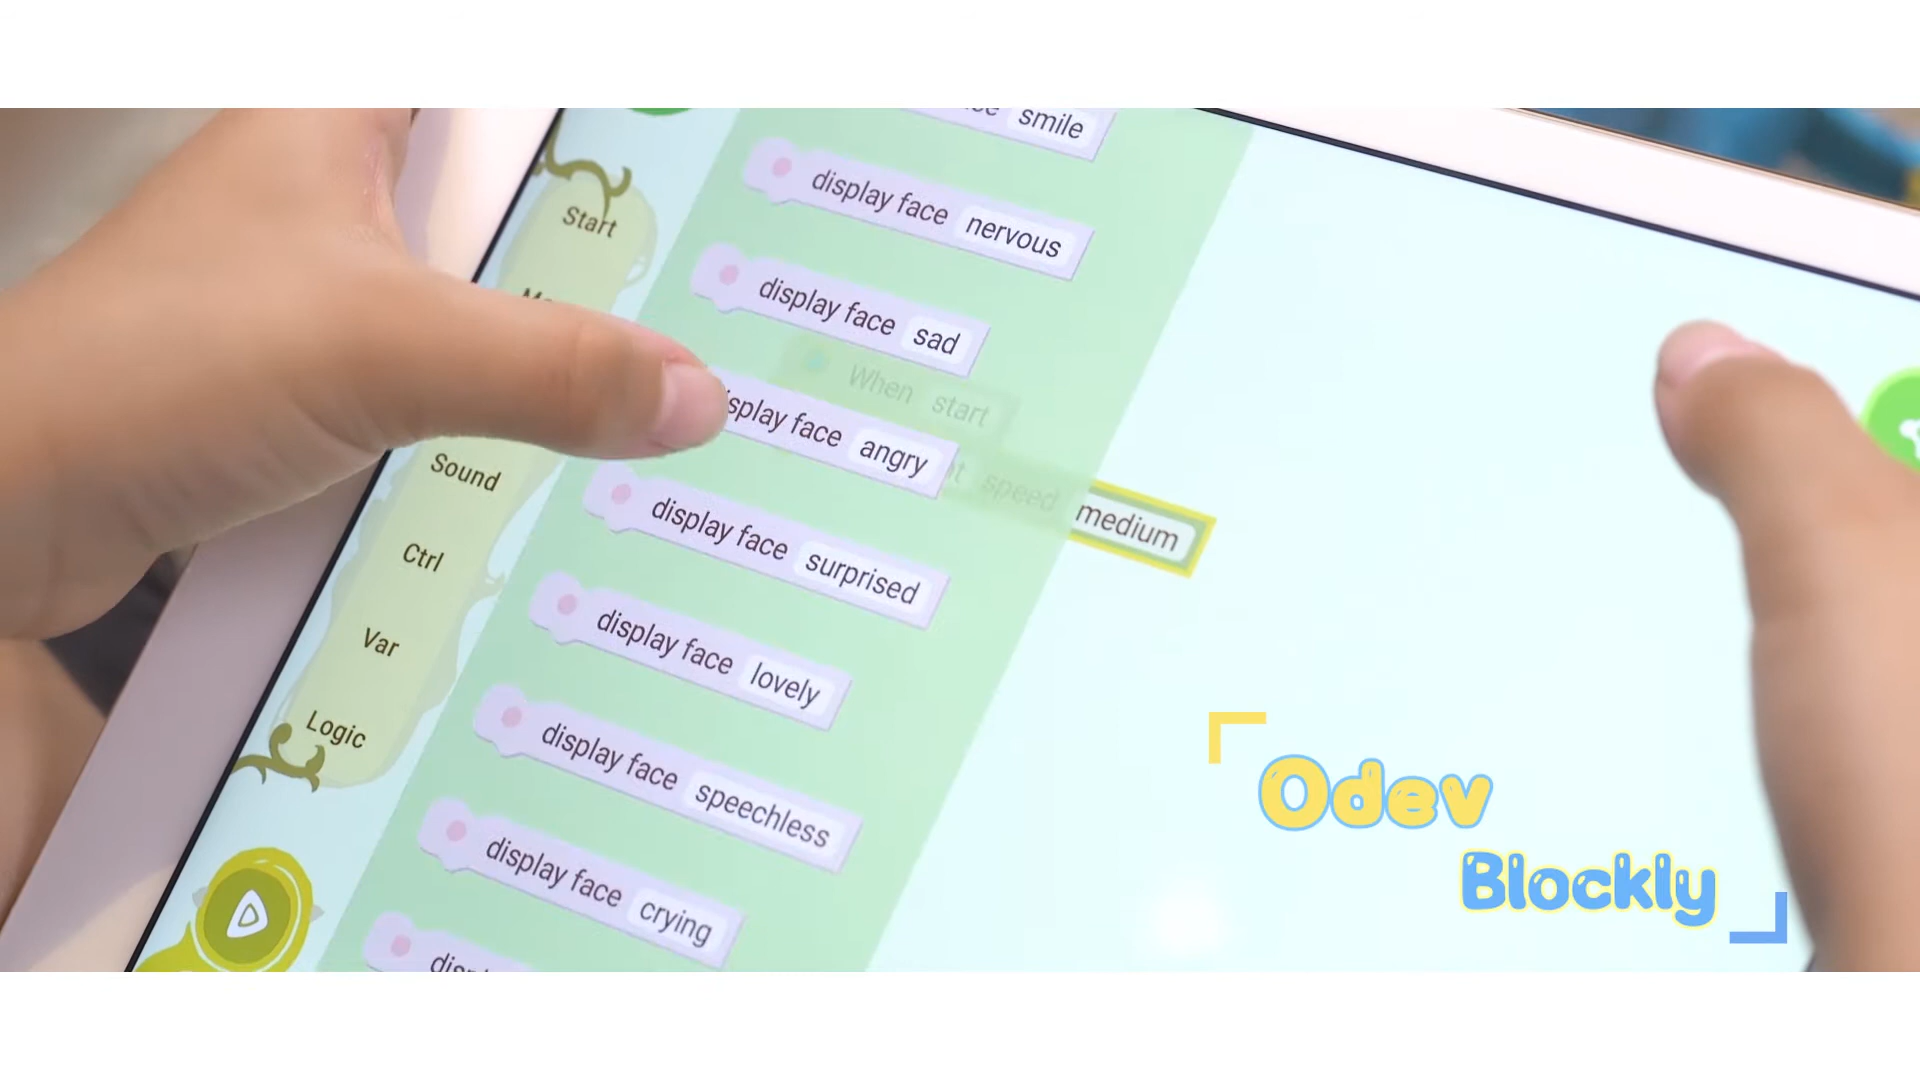 smile
display face nervous
display face sad
When start
display face angry
speed medium
display face surprised
display face lovely
display face speechless
display face crying
Start
Sound
Ctrl
Var
Logic
Odev
Blockly